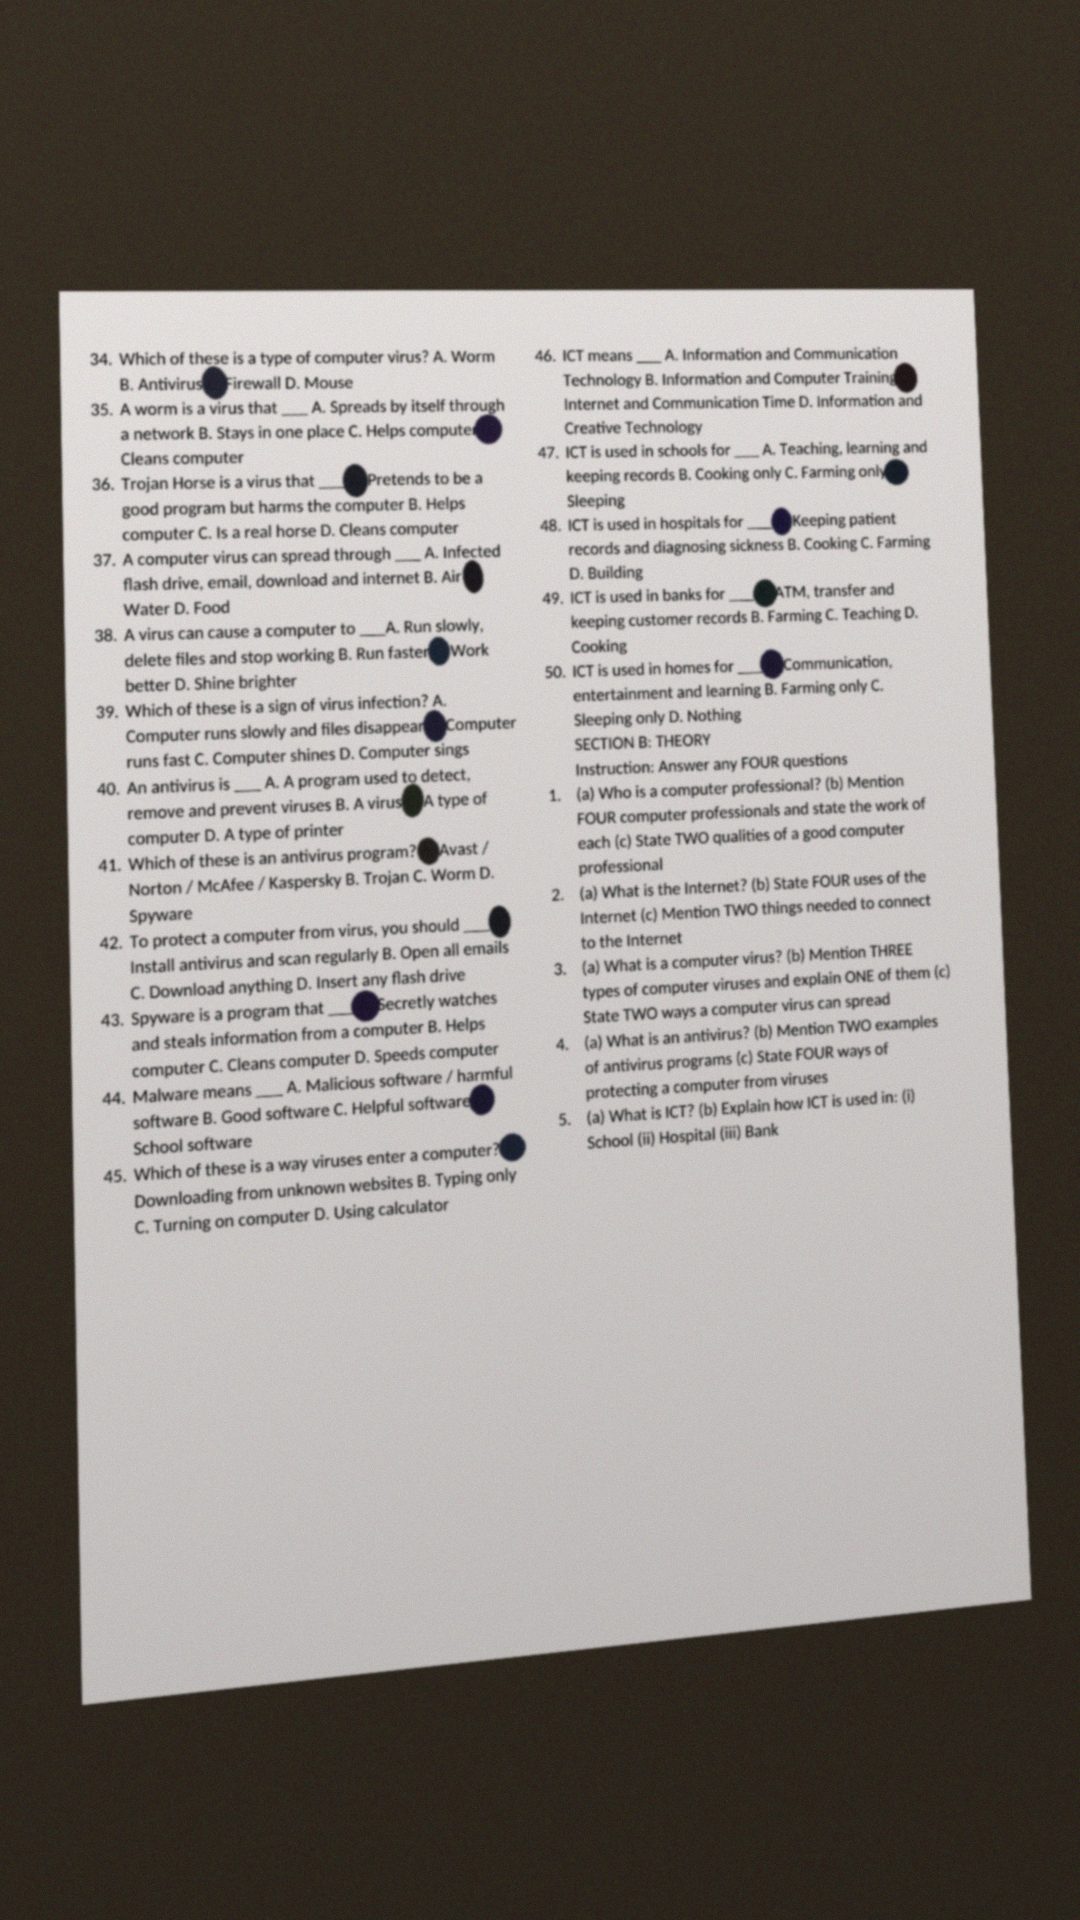 34. Which of these is a type of computer virus? A. Worm
B. Antivirus Firewall D. Mouse
35. A worm is a virus that ___ A. Spreads by itself through
a network B. Stays in one place C. Helps computer
Cleans computer
36. Trojan Horse is a virus that ___ Pretends to be a
good program but harms the computer B. Helps
computer C. Is a real horse D. Cleans computer
37. A computer virus can spread through ___ A. Infected
flash drive, email, download and internet B. Air
Water D. Food
38. A virus can cause a computer to ___A. Run slowly,
delete files and stop working B. Run faster Work
better D. Shine brighter
39. Which of these is a sign of virus infection? A.
Computer runs slowly and files disappear Computer
runs fast C. Computer shines D. Computer sings
40. An antivirus is ___ A. A program used to detect,
remove and prevent viruses B. A virus A type of
computer D. A type of printer
41. Which of these is an antivirus program? Avast /
Norton / McAfee / Kaspersky B. Trojan C. Worm D.
Spyware
42. To protect a computer from virus, you should ___
Install antivirus and scan regularly B. Open all emails
C. Download anything D. Insert any flash drive
43. Spyware is a program that ___ Secretly watches
and steals information from a computer B. Helps
computer C. Cleans computer D. Speeds computer
44. Malware means ___ A. Malicious software / harmful
software B. Good software C. Helpful software
School software
45. Which of these is a way viruses enter a computer?
Downloading from unknown websites B. Typing only
C. Turning on computer D. Using calculator
46. ICT means ___ A. Information and Communication
Technology B. Information and Computer Training
Internet and Communication Time D. Information and
Creative Technology
47. ICT is used in schools for ___ A. Teaching, learning and
keeping records B. Cooking only C. Farming only
Sleeping
48. ICT is used in hospitals for ___ Keeping patient
records and diagnosing sickness B. Cooking C. Farming
D. Building
49. ICT is used in banks for ___ ATM, transfer and
keeping customer records B. Farming C. Teaching D.
Cooking
50. ICT is used in homes for ___ Communication,
entertainment and learning B. Farming only C.
Sleeping only D. Nothing
SECTION B: THEORY
Instruction: Answer any FOUR questions
1. (a) Who is a computer professional? (b) Mention
FOUR computer professionals and state the work of
each (c) State TWO qualities of a good computer
professional
2. (a) What is the Internet? (b) State FOUR uses of the
Internet (c) Mention TWO things needed to connect
to the Internet
3. (a) What is a computer virus? (b) Mention THREE
types of computer viruses and explain ONE of them (c)
State TWO ways a computer virus can spread
4. (a) What is an antivirus? (b) Mention TWO examples
of antivirus programs (c) State FOUR ways of
protecting a computer from viruses
5. (a) What is ICT? (b) Explain how ICT is used in: (i)
School (ii) Hospital (iii) Bank